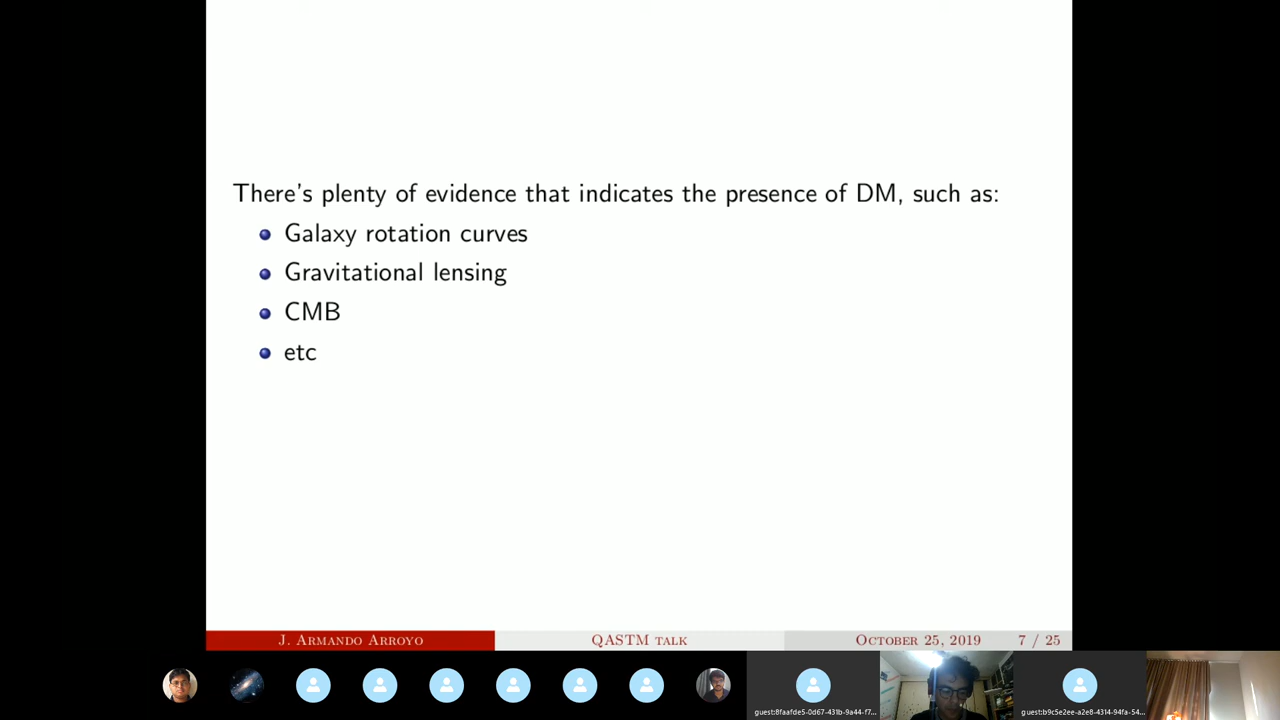 There's plenty of evidence that indicates the presence of DM, such as:
Galaxy rotation curves
Gravitational lensing
CMB
etc
J. Armando Arroyo
QASTM talk
October 25, 2019
7 / 25
guest:8faafde5-0d67-431b-9a44-f7...
guest:b9c5e2ee-a2e8-4314-94fa-54...